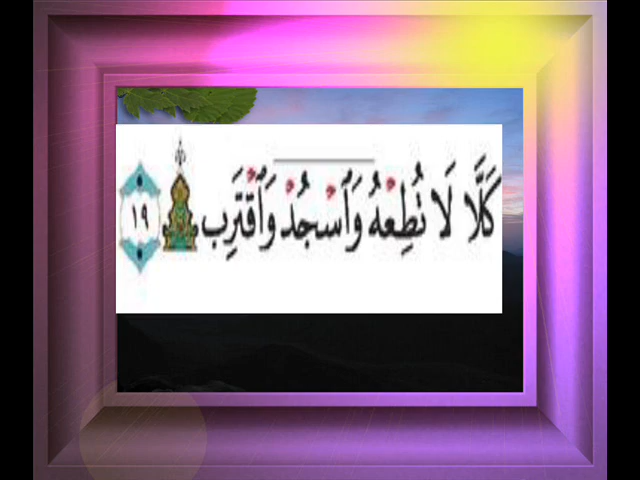 كَلَّا لَا تُطِعْهُ وَٱسْجُدْ وَٱقْتَرِب ١٩